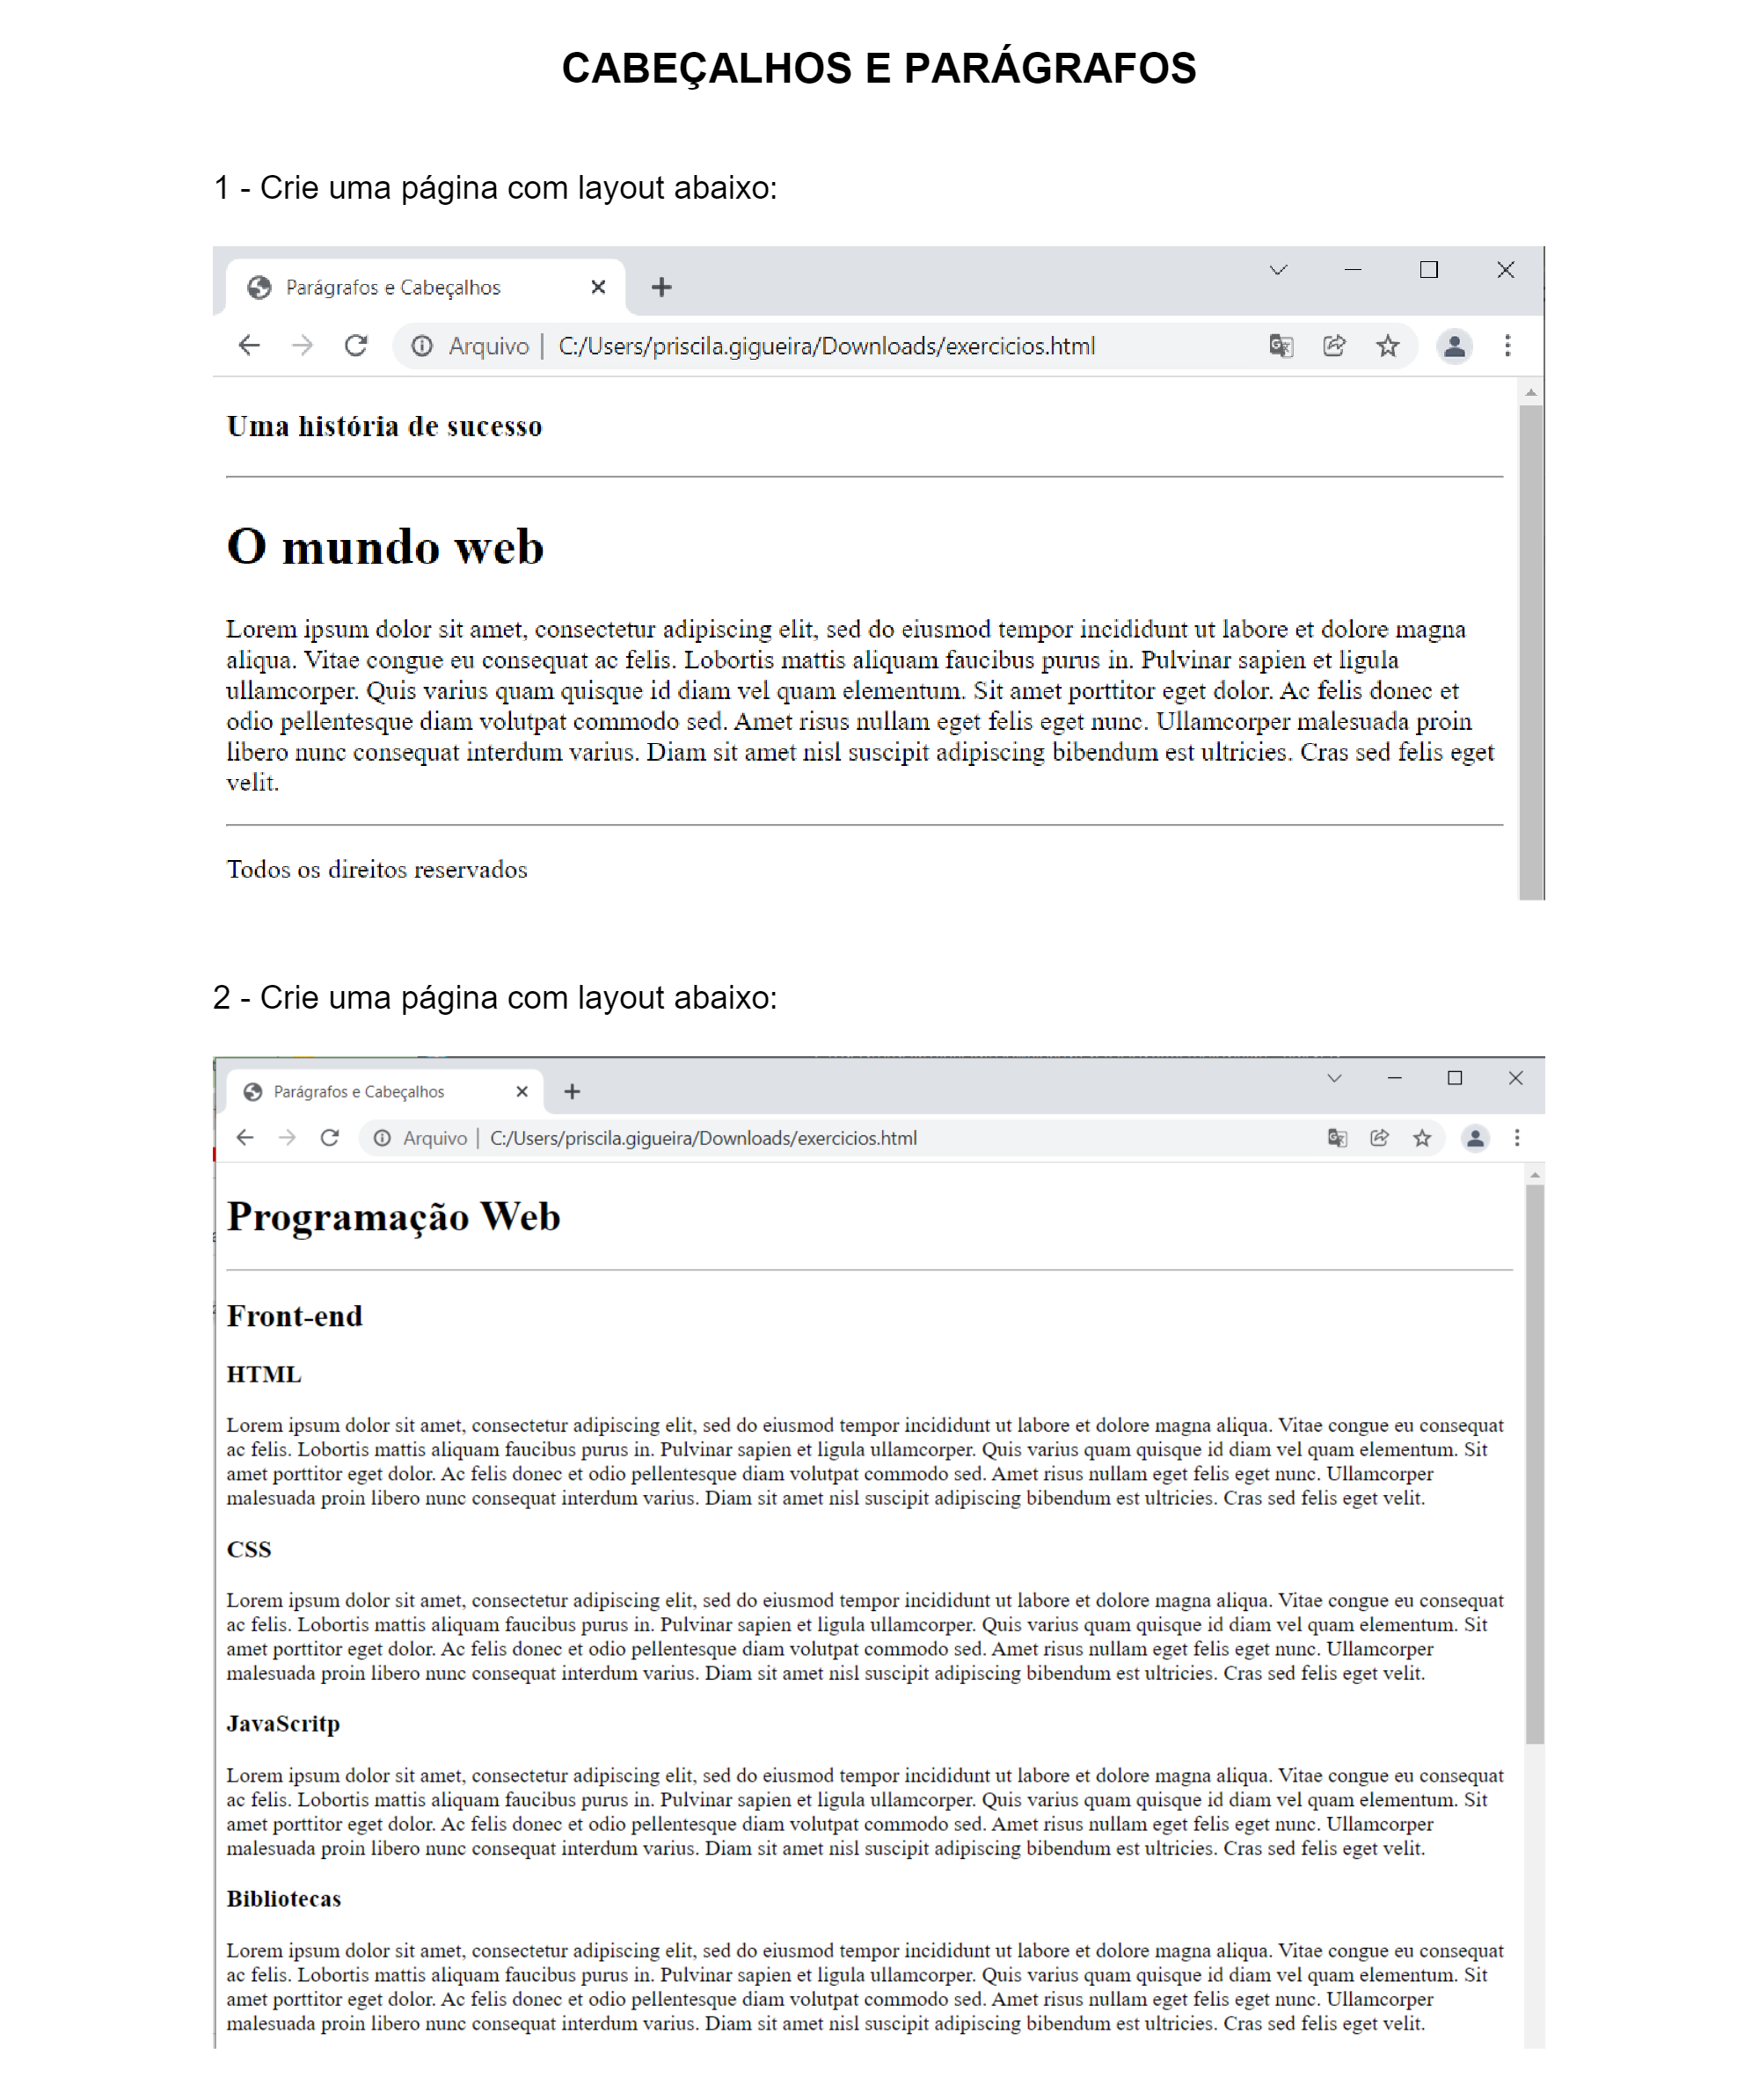 CABEÇALHOS E PARÁGRAFOS
1 - Crie uma página com layout abaixo:
Parágrafos e Cabeçalhos
Arquivo | C:/Users/priscila.gigueira/Downloads/exercicios.html
Uma história de sucesso
O mundo web
Lorem ipsum dolor sit amet, consectetur adipiscing elit, sed do eiusmod tempor incididunt ut labore et dolore magna
aliqua. Vitae congue eu consequat ac felis. Lobortis mattis aliquam faucibus purus in. Pulvinar sapien et ligula
ullamcorper. Quis varius quam quisque id diam vel quam elementum. Sit amet porttitor eget dolor. Ac felis donec et
odio pellentesque diam volutpat commodo sed. Amet risus nullam eget felis eget nunc. Ullamcorper malesuada proin
libero nunc consequat interdum varius. Diam sit amet nisl suscipit adipiscing bibendum est ultricies. Cras sed felis eget
velit.
Todos os direitos reservados
2 - Crie uma página com layout abaixo:
Parágrafos e Cabeçalhos
Arquivo | C:/Users/priscila.gigueira/Downloads/exercicios.html
Programação Web
Front-end
HTML
Lorem ipsum dolor sit amet, consectetur adipiscing elit, sed do eiusmod tempor incididunt ut labore et dolore magna aliqua. Vitae congue eu consequat
ac felis. Lobortis mattis aliquam faucibus purus in. Pulvinar sapien et ligula ullamcorper. Quis varius quam quisque id diam vel quam elementum. Sit
amet porttitor eget dolor. Ac felis donec et odio pellentesque diam volutpat commodo sed. Amet risus nullam eget felis eget nunc. Ullamcorper
malesuada proin libero nunc consequat interdum varius. Diam sit amet nisl suscipit adipiscing bibendum est ultricies. Cras sed felis eget velit.
CSS
Lorem ipsum dolor sit amet, consectetur adipiscing elit, sed do eiusmod tempor incididunt ut labore et dolore magna aliqua. Vitae congue eu consequat
ac felis. Lobortis mattis aliquam faucibus purus in. Pulvinar sapien et ligula ullamcorper. Quis varius quam quisque id diam vel quam elementum. Sit
amet porttitor eget dolor. Ac felis donec et odio pellentesque diam volutpat commodo sed. Amet risus nullam eget felis eget nunc. Ullamcorper
malesuada proin libero nunc consequat interdum varius. Diam sit amet nisl suscipit adipiscing bibendum est ultricies. Cras sed felis eget velit.
JavaScritp
Lorem ipsum dolor sit amet, consectetur adipiscing elit, sed do eiusmod tempor incididunt ut labore et dolore magna aliqua. Vitae congue eu consequat
ac felis. Lobortis mattis aliquam faucibus purus in. Pulvinar sapien et ligula ullamcorper. Quis varius quam quisque id diam vel quam elementum. Sit
amet porttitor eget dolor. Ac felis donec et odio pellentesque diam volutpat commodo sed. Amet risus nullam eget felis eget nunc. Ullamcorper
malesuada proin libero nunc consequat interdum varius. Diam sit amet nisl suscipit adipiscing bibendum est ultricies. Cras sed felis eget velit.
Bibliotecas
Lorem ipsum dolor sit amet, consectetur adipiscing elit, sed do eiusmod tempor incididunt ut labore et dolore magna aliqua. Vitae congue eu consequat
ac felis. Lobortis mattis aliquam faucibus purus in. Pulvinar sapien et ligula ullamcorper. Quis varius quam quisque id diam vel quam elementum. Sit
amet porttitor eget dolor. Ac felis donec et odio pellentesque diam volutpat commodo sed. Amet risus nullam eget felis eget nunc. Ullamcorper
malesuada proin libero nunc consequat interdum varius. Diam sit amet nisl suscipit adipiscing bibendum est ultricies. Cras sed felis eget velit.